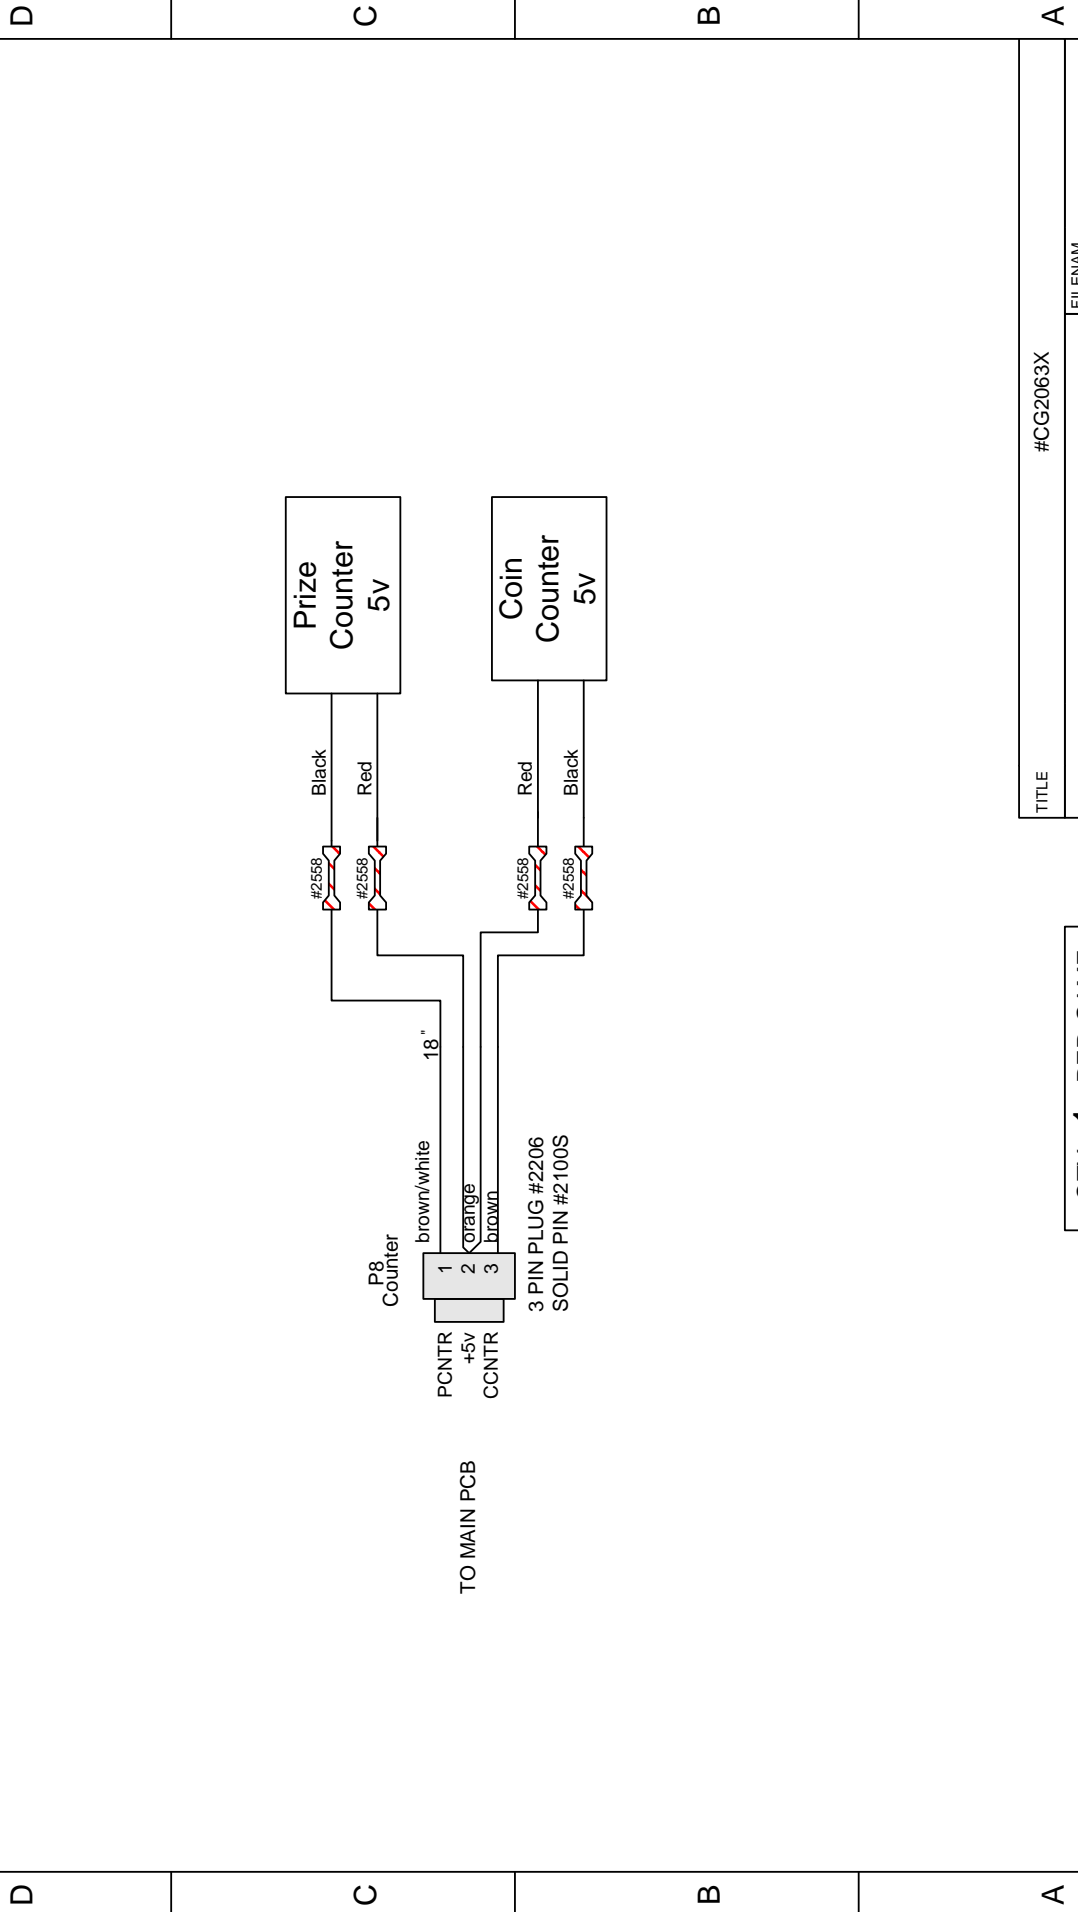 D
C
B
A
Prize
Counter
5v
Coin
Counter
5v
Black
Red
Red
Black
#2558
#2558
#2558
#2558
18 "
brown/white
orange
brown
P8
Counter
1
2
3
PCNTR
+5v
CCNTR
3 PIN PLUG #2206
SOLID PIN #2100S
TO MAIN PCB
TITLE
#CG2063X
FILENAM
D
C
B
A